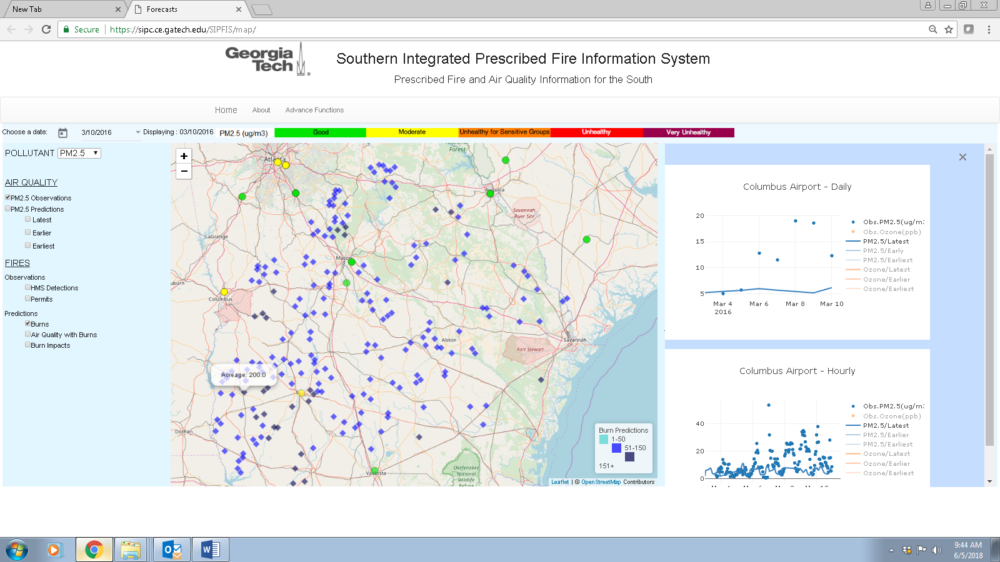 New Tab
Forecasts
Secure
https://sipc.ce.gatech.edu/SIPFIS/map/
Georgia
Tech
Southern Integrated Prescribed Fire Information System
Prescribed Fire and Air Quality Information for the South
Home About Advance Functions
Choose a date: 3/10/2016 Displaying : 03/10/2016 PM2.5 (ug/m3) Good Moderate Unhealthy for Sensitive Groups Unhealthy Very Unhealthy
POLLUTANT PM2.5
AIR QUALITY
PM2.5 Observations
PM2.5 Predictions
Latest
Earlier
Earliest
FIRES
Observations
HMS Detections
Permits
Predictions
Burns
Air Quality with Burns
Burn Impacts
+
−
Forest
Atlanta
Augusta
Savannah
River Site
LaGrange
Macon
Columbus
Alston
Savannah
Fort Stewart
Acreage: 200.0
Dothan
Valdosta
Okefenokee
National
Wildlife
Burn Predictions
1-50
51-150
151+
Leaflet | © OpenStreetMap Contributors
Columbus Airport - Daily
20
15
10
5
Mar 4
2016
Mar 6
Mar 8
Mar 10
Obs.PM2.5(ug/m3
Obs.Ozone(ppb)
PM2.5/Latest
PM2.5/Early
PM2.5/Earliest
Ozone/Latest
Ozone/Earlier
Ozone/Earliest
Columbus Airport - Hourly
40
20
0
Obs.PM2.5(ug/m3
Obs.Ozone(ppb)
PM2.5/Latest
PM2.5/Earlier
PM2.5/Earliest
Ozone/Latest
Ozone/Earlier
Ozone/Earliest
9:44 AM
6/5/2018